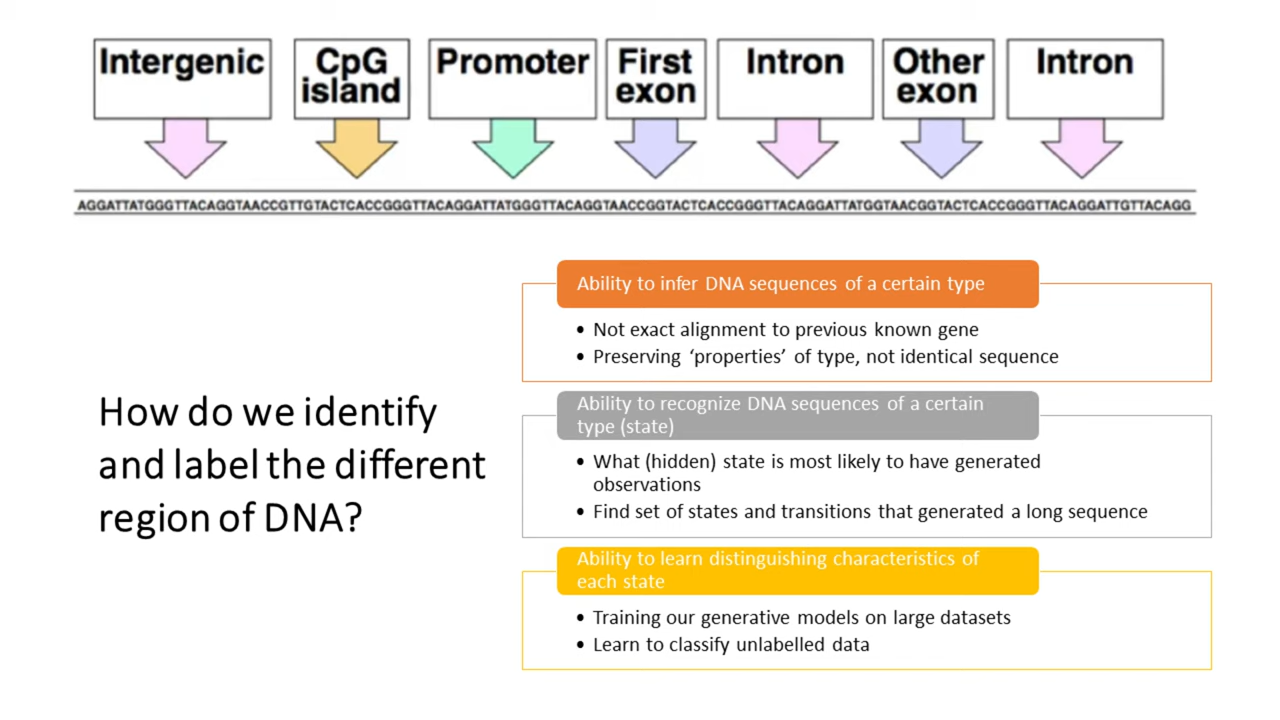 Intergenic
CpG
island
Promoter
First
exon
Intron
Other
exon
Intron
AGGATTATGGGTTACAGGTAACCGTTGTACTCACCGGGTTACAGGATTATGGGTTACAGGTAACCGGTACTCACCGGGTTACAGGATTATGGTAACGGTACTCACCGGGTTACAGGATTGTTACAGG
How do we identify
and label the different
region of DNA?
Ability to infer DNA sequences of a certain type
• Not exact alignment to previous known gene
• Preserving ‘properties’ of type, not identical sequence
Ability to recognize DNA sequences of a certain
type (state)
• What (hidden) state is most likely to have generated
observations
• Find set of states and transitions that generated a long sequence
Ability to learn distinguishing characteristics of
each state
• Training our generative models on large datasets
• Learn to classify unlabelled data